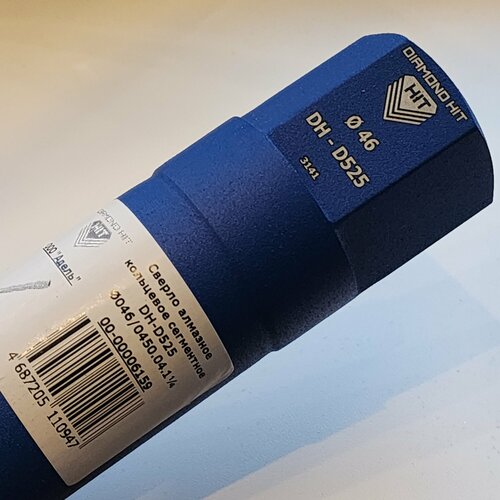 DIAMOND HIT
HIT
Ø 46
DH - D525
3141
DIAMOND HIT
HIT
ООО "Адель"
Сверло алмазное
кольцевое сегментное
DH-D525
Ø046/0450.04.1¼
00-00006159
4 687205 110947